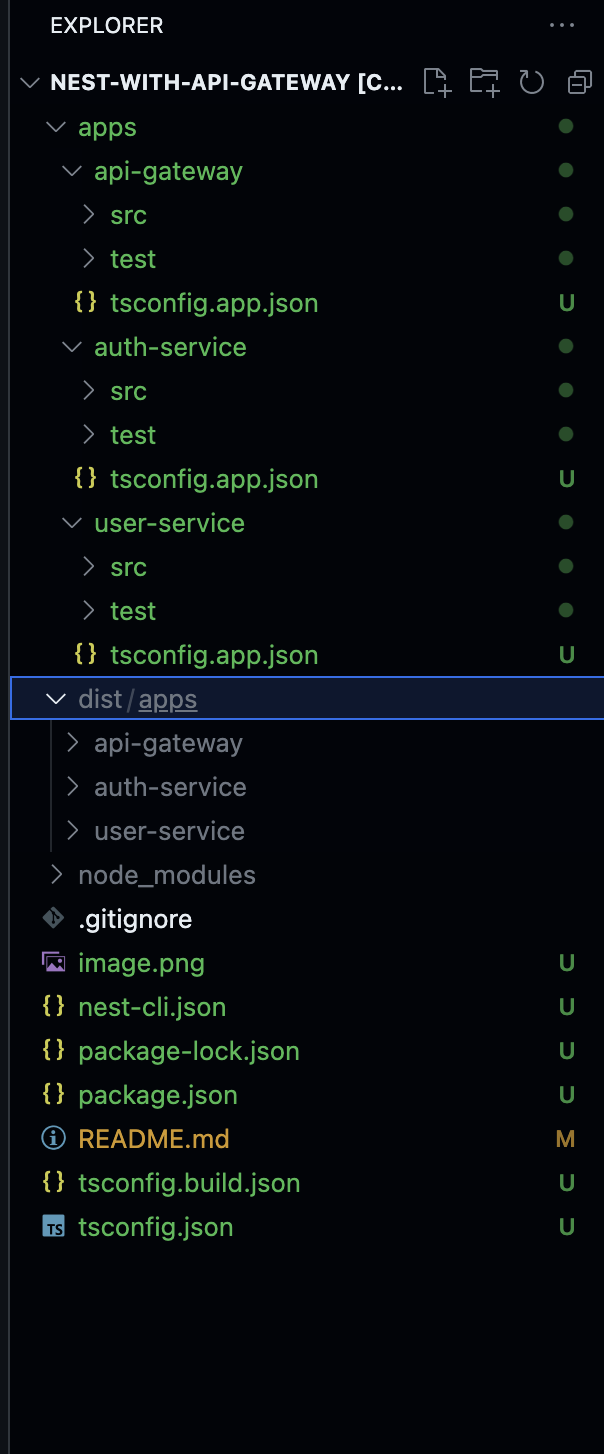 EXPLORER
NEST-WITH-API-GATEWAY [C...
apps
api-gateway
src
test
{} tsconfig.app.json U
auth-service
src
test
{} tsconfig.app.json U
user-service
src
test
{} tsconfig.app.json U
dist/apps
api-gateway
auth-service
user-service
node_modules
.gitignore
image.png U
{} nest-cli.json U
{} package-lock.json U
{} package.json U
README.md M
{} tsconfig.build.json U
TS tsconfig.json U